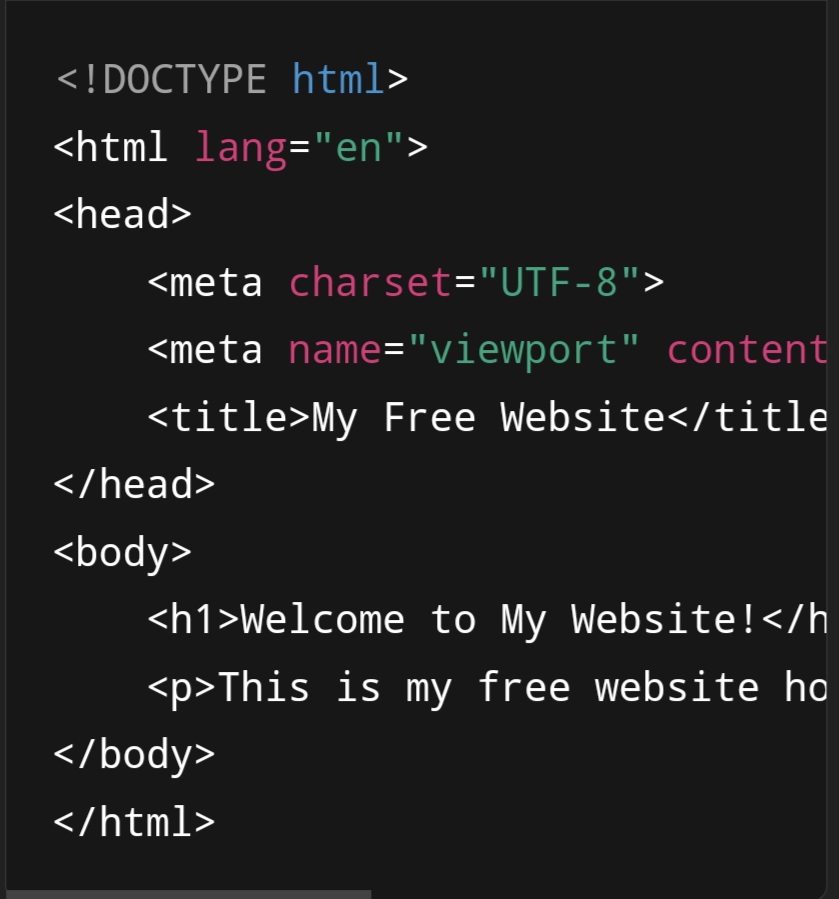 <!DOCTYPE html>
<html lang="en">
<head>
    <meta charset="UTF-8">
    <meta name="viewport" content
    <title>My Free Website</title
</head>
<body>
    <h1>Welcome to My Website!</h
    <p>This is my free website ho
</body>
</html>